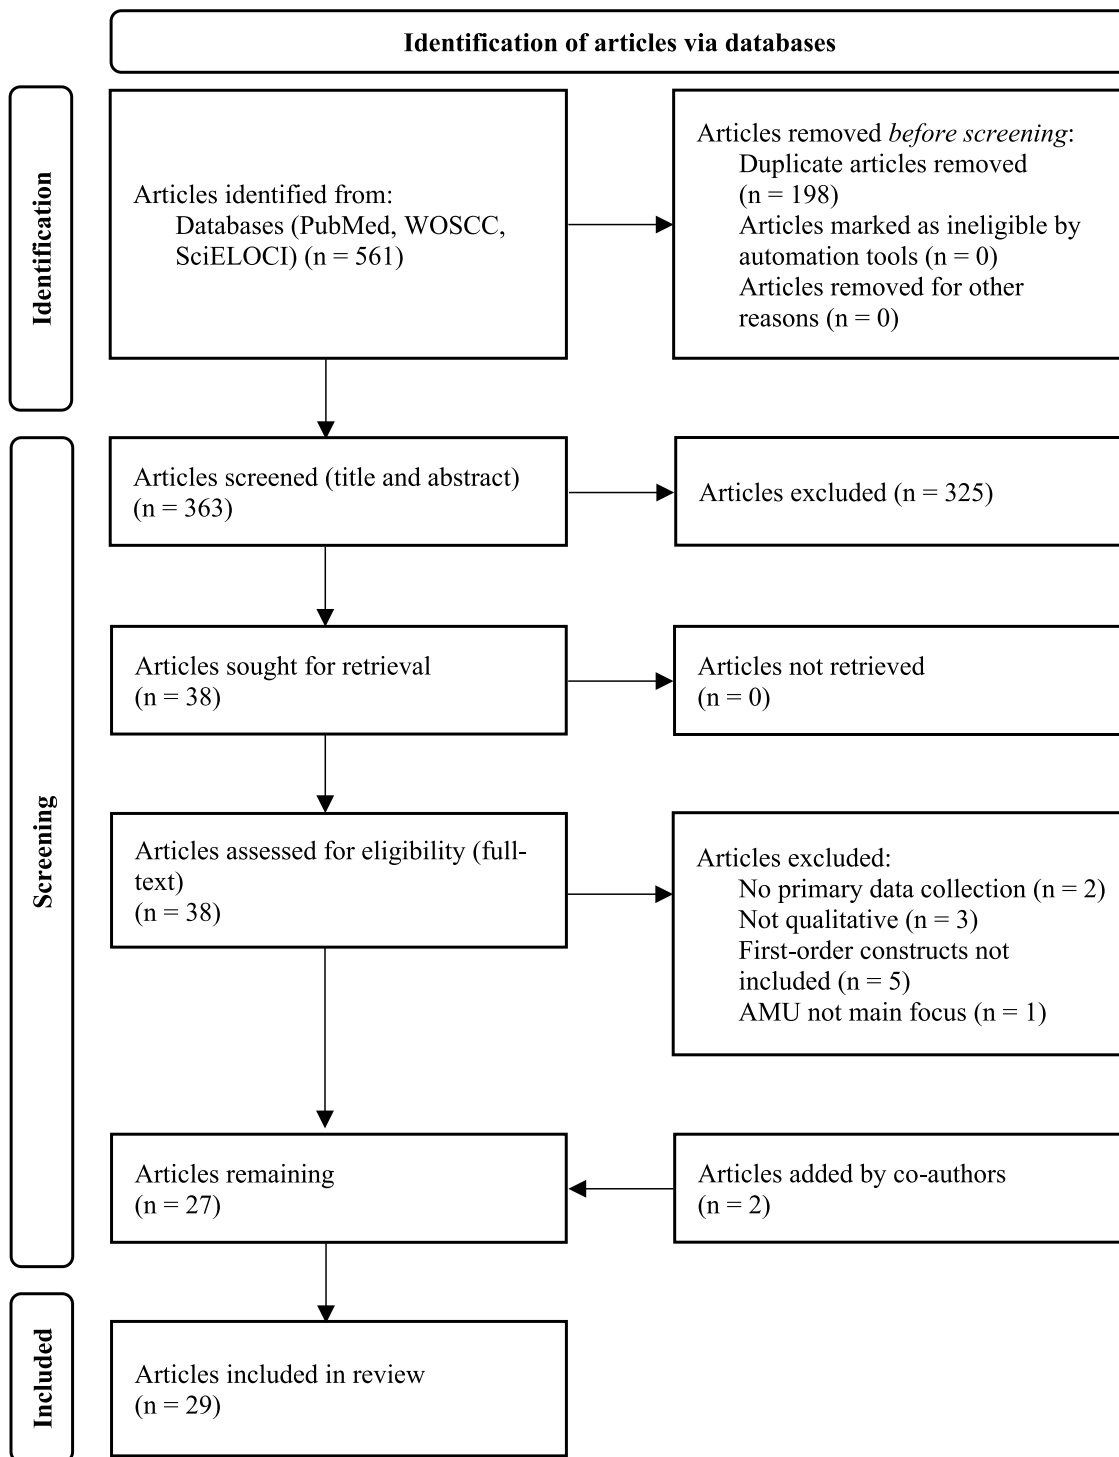 Identification of articles via databases
Identification
Articles identified from:
Databases (PubMed, WOSCC,
SciELOCI) (n = 561)
Articles removed before screening:
Duplicate articles removed
(n = 198)
Articles marked as ineligible by
automation tools (n = 0)
Articles removed for other
reasons (n = 0)
Screening
Articles screened (title and abstract)
(n = 363)
Articles excluded (n = 325)
Articles sought for retrieval
(n = 38)
Articles not retrieved
(n = 0)
Articles assessed for eligibility (full-
text)
(n = 38)
Articles excluded:
No primary data collection (n = 2)
Not qualitative (n = 3)
First-order constructs not
included (n = 5)
AMU not main focus (n = 1)
Articles remaining
(n = 27)
Articles added by co-authors
(n = 2)
Included
Articles included in review
(n = 29)